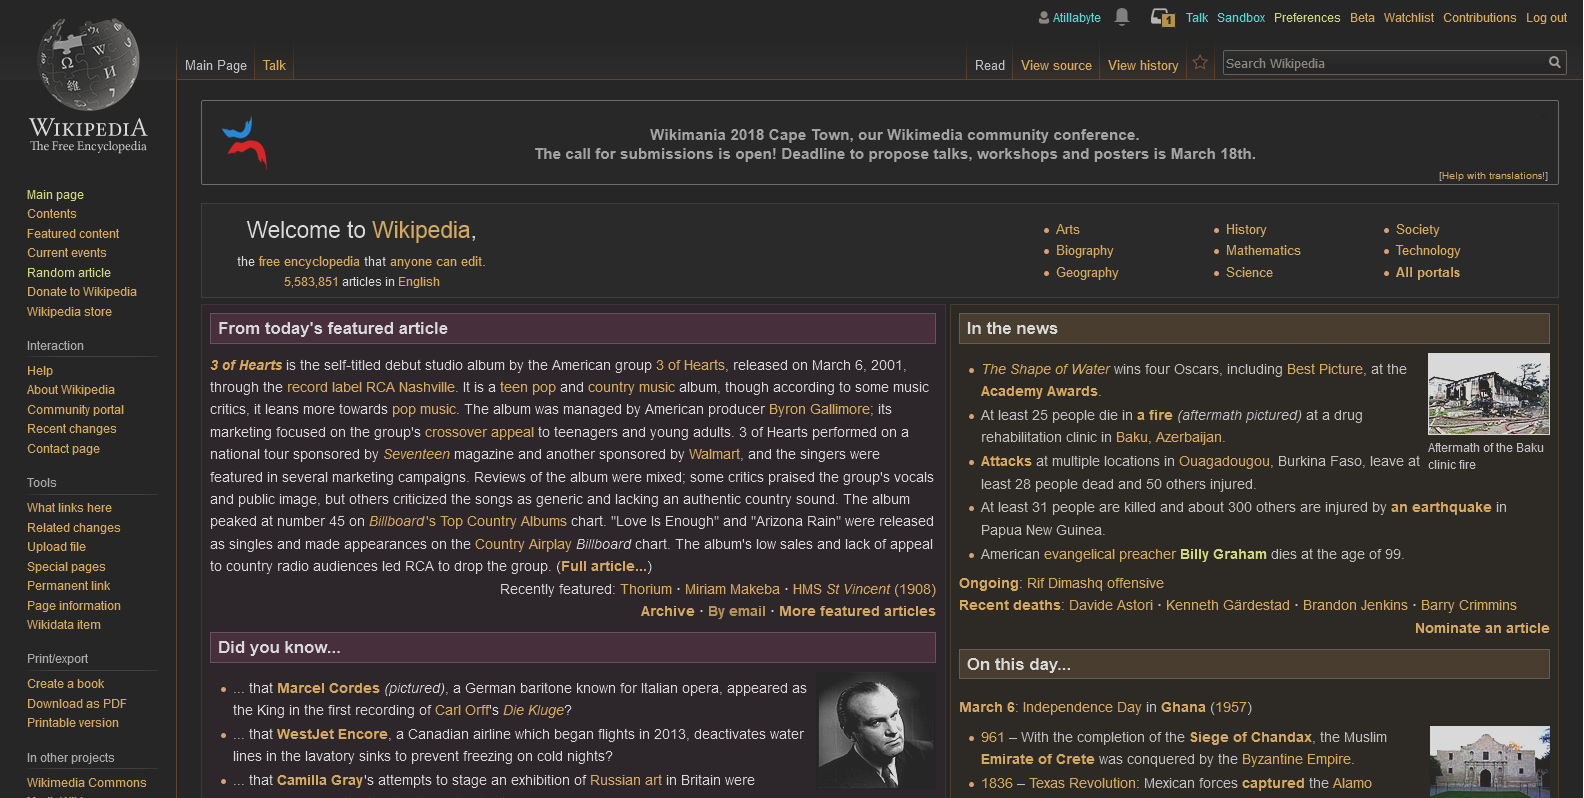 Atillabyte 1 Talk Sandbox Preferences Beta Watchlist Contributions Log out
Main Page Talk Read View source View history Search Wikipedia
WIKIPEDIA
The Free Encyclopedia
Main page
Contents
Featured content
Current events
Random article
Donate to Wikipedia
Wikipedia store
Interaction
Help
About Wikipedia
Community portal
Recent changes
Contact page
Tools
What links here
Related changes
Upload file
Special pages
Permanent link
Page information
Wikidata item
Print/export
Create a book
Download as PDF
Printable version
In other projects
Wikimedia Commons
Wikimania 2018 Cape Town, our Wikimedia community conference.
The call for submissions is open! Deadline to propose talks, workshops and posters is March 18th.
[Help with translations!]
Welcome to Wikipedia,
the free encyclopedia that anyone can edit.
5,583,851 articles in English
Arts
Biography
Geography
History
Mathematics
Science
Society
Technology
All portals
From today's featured article
3 of Hearts is the self-titled debut studio album by the American group 3 of Hearts, released on March 6, 2001,
through the record label RCA Nashville. It is a teen pop and country music album, though according to some music
critics, it leans more towards pop music. The album was managed by American producer Byron Gallimore; its
marketing focused on the group's crossover appeal to teenagers and young adults. 3 of Hearts performed on a
national tour sponsored by Seventeen magazine and another sponsored by Walmart, and the singers were
featured in several marketing campaigns. Reviews of the album were mixed; some critics praised the group's vocals
and public image, but others criticized the songs as generic and lacking an authentic country sound. The album
peaked at number 45 on Billboard's Top Country Albums chart. "Love Is Enough" and "Arizona Rain" were released
as singles and made appearances on the Country Airplay Billboard chart. The album's low sales and lack of appeal
to country radio audiences led RCA to drop the group. (Full article...)
Recently featured: Thorium · Miriam Makeba · HMS St Vincent (1908)
Archive · By email · More featured articles
Did you know...
... that Marcel Cordes (pictured), a German baritone known for Italian opera, appeared as
the King in the first recording of Carl Orff's Die Kluge?
... that WestJet Encore, a Canadian airline which began flights in 2013, deactivates water
lines in the lavatory sinks to prevent freezing on cold nights?
... that Camilla Gray's attempts to stage an exhibition of Russian art in Britain were
In the news
The Shape of Water wins four Oscars, including Best Picture, at the
Academy Awards.
At least 25 people die in a fire (aftermath pictured) at a drug
rehabilitation clinic in Baku, Azerbaijan.
Attacks at multiple locations in Ouagadougou, Burkina Faso, leave at
least 28 people dead and 50 others injured.
At least 31 people are killed and about 300 others are injured by an earthquake in
Papua New Guinea.
American evangelical preacher Billy Graham dies at the age of 99.
Aftermath of the Baku
clinic fire
Ongoing: Rif Dimashq offensive
Recent deaths: Davide Astori · Kenneth Gärdestad · Brandon Jenkins · Barry Crimmins
Nominate an article
On this day...
March 6: Independence Day in Ghana (1957)
961 – With the completion of the Siege of Chandax, the Muslim
Emirate of Crete was conquered by the Byzantine Empire.
1836 – Texas Revolution: Mexican forces captured the Alamo